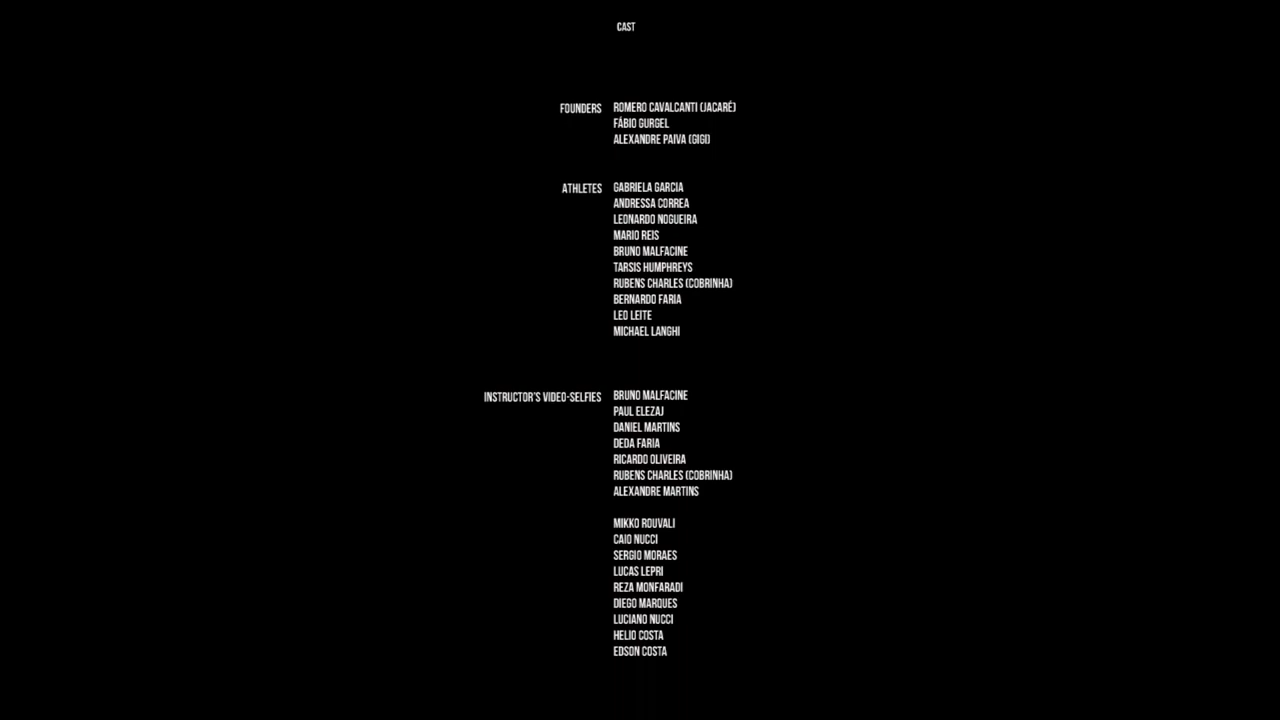 CAST
FOUNDERS ROMERO CAVALCANTI (JACARÉ)
FÁBIO GURGEL
ALEXANDRE PAIVA (GIGI)
ATHLETES GABRIELA GARCIA
ANDRESSA CORREA
LEONARDO NOGUEIRA
MARIO REIS
BRUNO MALFACINE
TARSIS HUMPHREYS
RUBENS CHARLES (COBRINHA)
BERNARDO FARIA
LEO LEITE
MICHAEL LANGHI
INSTRUCTOR'S VIDEO-SELFIES BRUNO MALFACINE
PAUL ELEZAJ
DANIEL MARTINS
DEDA FARIA
RICARDO OLIVEIRA
RUBENS CHARLES (COBRINHA)
ALEXANDRE MARTINS
MIKKO ROUVALI
CAIO NUCCI
SERGIO MORAES
LUCAS LEPRI
REZA MONFARADI
DIEGO MARQUES
LUCIANO NUCCI
HELIO COSTA
EDSON COSTA